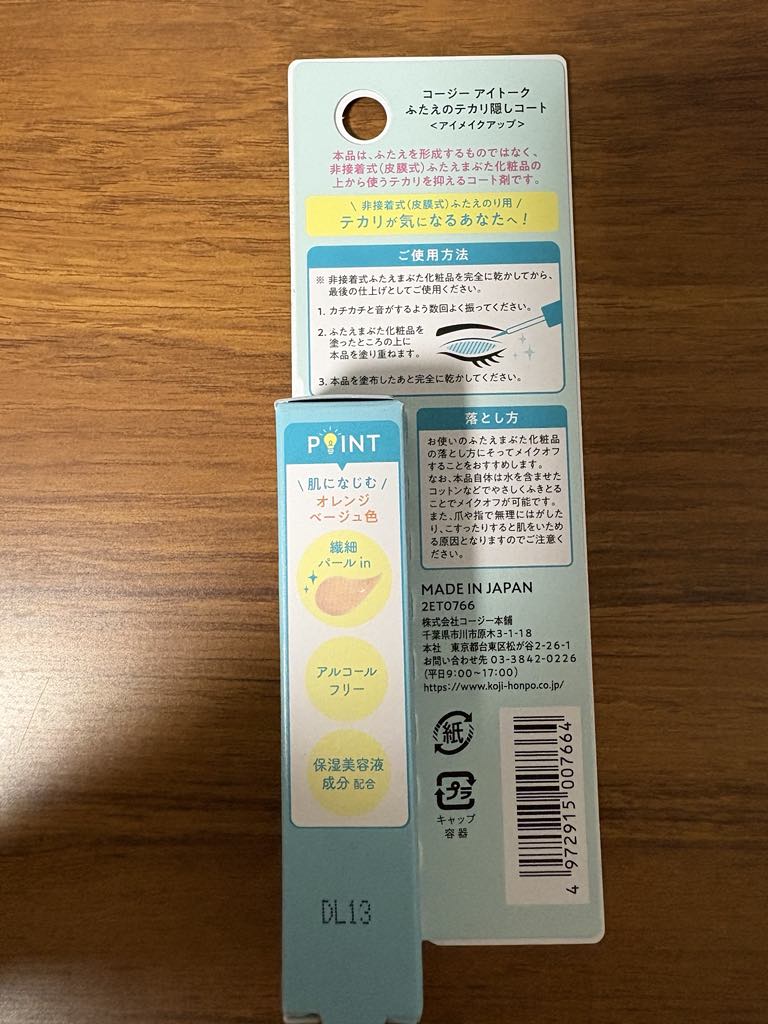 コージー アイトーク
ふたえのテカリ隠しコート
<アイメイクアップ>
本品は、ふたえを形成するものではなく、
非接着式(皮膜式)ふたえまぶた化粧品の
上から使うテカリを抑えるコート剤です。
\ 非接着式(皮膜式)ふたえのり用 /
テカリが気になるあなたへ!
ご使用方法
※ 非接着式ふたえまぶた化粧品を完全に乾かしてから、
最後の仕上げとしてご使用ください。
1. カチカチと音がするよう数回よく振ってください。
2. ふたえまぶた化粧品を
塗ったところの上に
本品を塗り重ねます。
3. 本品を塗布したあと完全に乾かしてください。
落とし方
お使いのふたえまぶた化粧品
の落とし方にそってメイクオフ
することをおすすめします。
なお、本品自体は水を含ませた
コットンなどでやさしくふきとる
ことでメイクオフが可能です。
また、爪や指で無理にはがした
り、こすったりすると肌をいため
る原因となりますのでご注意く
ださい。
MADE IN JAPAN
2ET0766
株式会社コージー本舗
千葉県市川市原木3-1-18
本社 東京都台東区松が谷2-26-1
お問い合わせ先 03-3842-0226
(平日9:00~17:00)
https://www.koji-honpo.co.jp/
紙
プラ
キャップ
容器
4 972915 007664
POINT
\ 肌になじむ /
オレンジ
ベージュ色
繊細
パール in
アルコール
フリー
保湿美容液
成分 配合
DL13